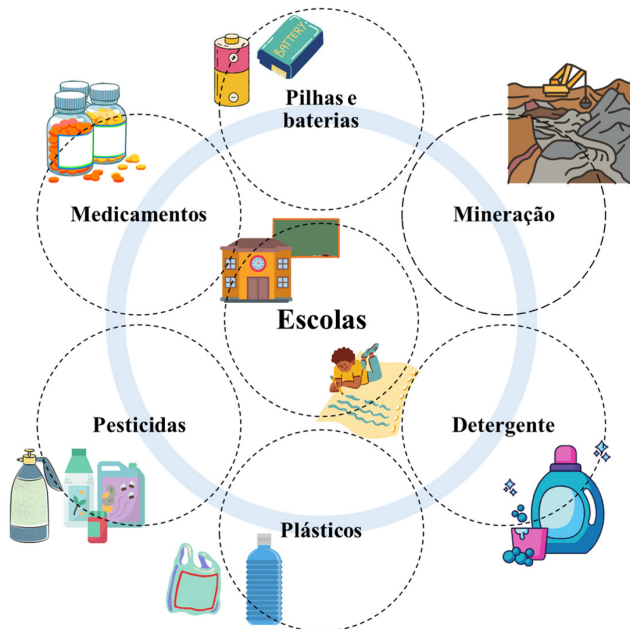 BATTERY
Pilhas e
baterias
Medicamentos
Mineração
Escolas
Pesticidas
Detergente
Plásticos